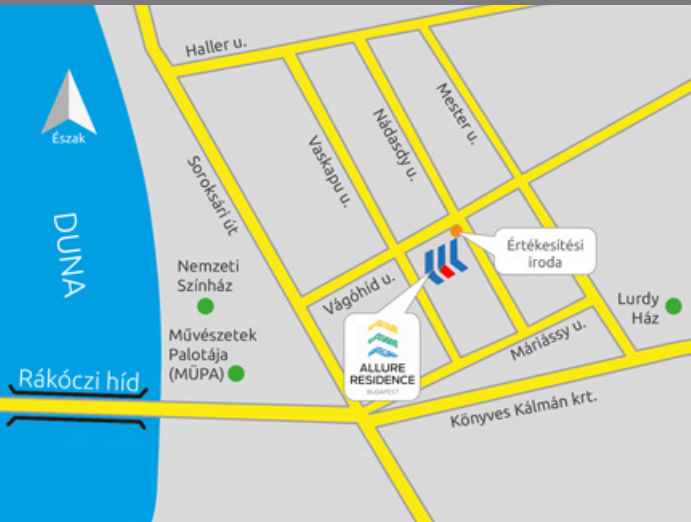 Haller u.
Észak
Mester u.
Nádasdy u.
Vaskapu u.
Soroksári út
DUNA
Értékesítési
iroda
Nemzeti
Színház
Vágóhíd u.
Lurdy
Ház
Művészetek
Palotája
(MŰPA)
Máriássy u.
ALLURE
RESIDENCE
BUDAPEST
Rákóczi híd
Könyves Kálmán krt.